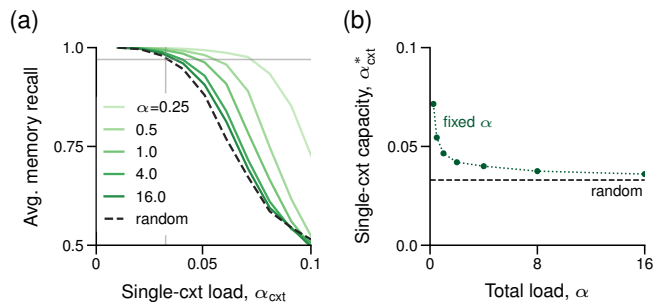 (a)
Avg. memory recall
1.0
0.75
0.5
α=0.25
0.5
1.0
4.0
16.0
random
0
0.05
0.1
Single-cxt load, α_cxt
(b)
Single-cxt capacity, α*_cxt
0.1
0.05
0.0
fixed α
random
0
8
16
Total load, α